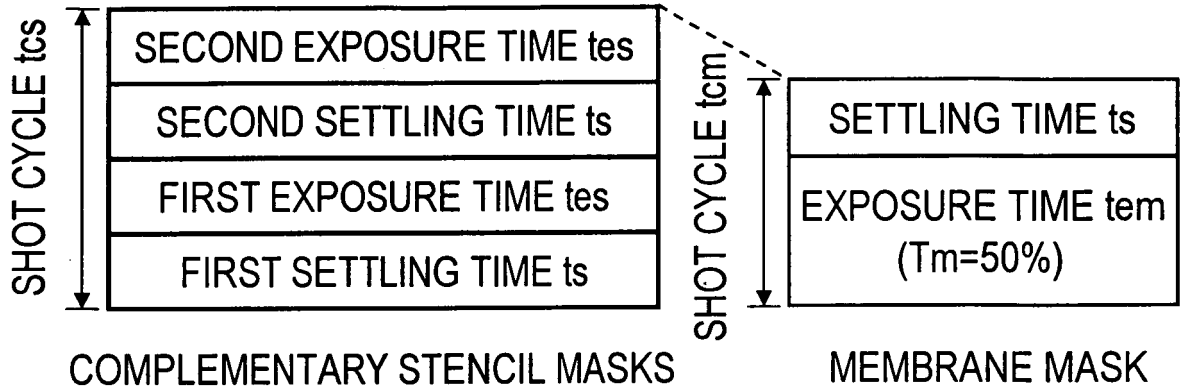 SHOT CYCLE tcs
SECOND EXPOSURE TIME tes
SECOND SETTLING TIME ts
FIRST EXPOSURE TIME tes
FIRST SETTLING TIME ts
COMPLEMENTARY STENCIL MASKS
SHOT CYCLE tcm
SETTLING TIME ts
EXPOSURE TIME tem
(Tm=50%)
MEMBRANE MASK